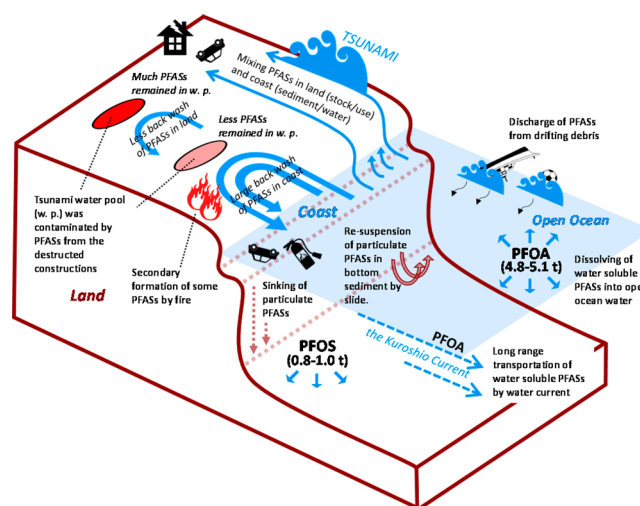 TSUNAMI
Mixing PFASs in land (stock/use)
and coast (sediment/water)
Much PFASs
remained in w. p.
Less back wash
of PFASs in land
Less PFASs
remained in w. p.
Large back wash
of PFASs in coast
Discharge of PFASs
from drifting debris
Tsunami water pool
(w. p.) was
contaminated by
PFASs from the
destructed
constructions
Land
Secondary
formation of some
PFASs by fire
Coast
Re-suspension
of particulate
PFASs in
bottom
sediment by
slide.
Sinking of
particulate
PFASs
Open Ocean
PFOA
(4.8-5.1 t)
Dissolving of
water soluble
PFASs into ope
ocean water
PFOS
(0.8-1.0 t)
PFOA
the Kuroshio Current
Long range
transportation of
water soluble PFASs
by water current